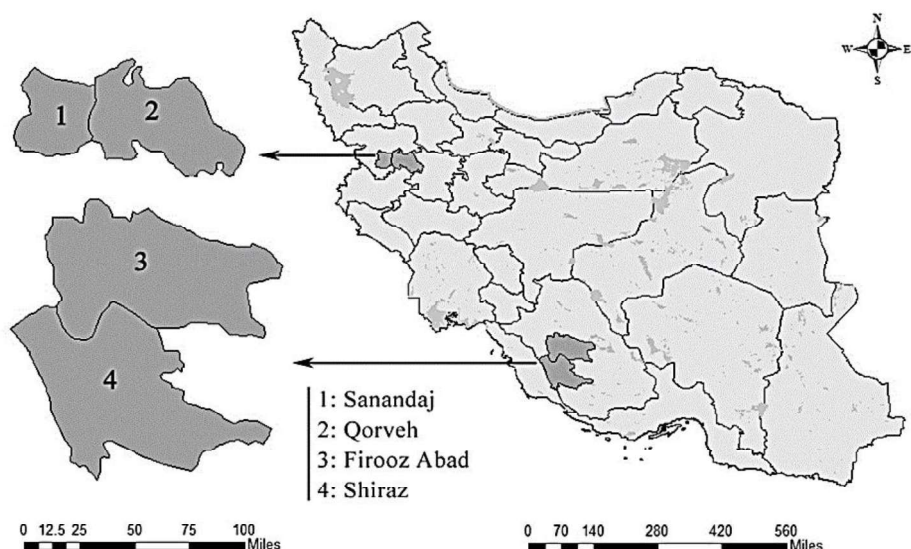 N
W E
S
1
2
3
4
1: Sanandaj
2: Qorveh
3: Firooz Abad
4: Shiraz
0 12.5 25 50 75 100
Miles
0 70 140 280 420 560
Miles